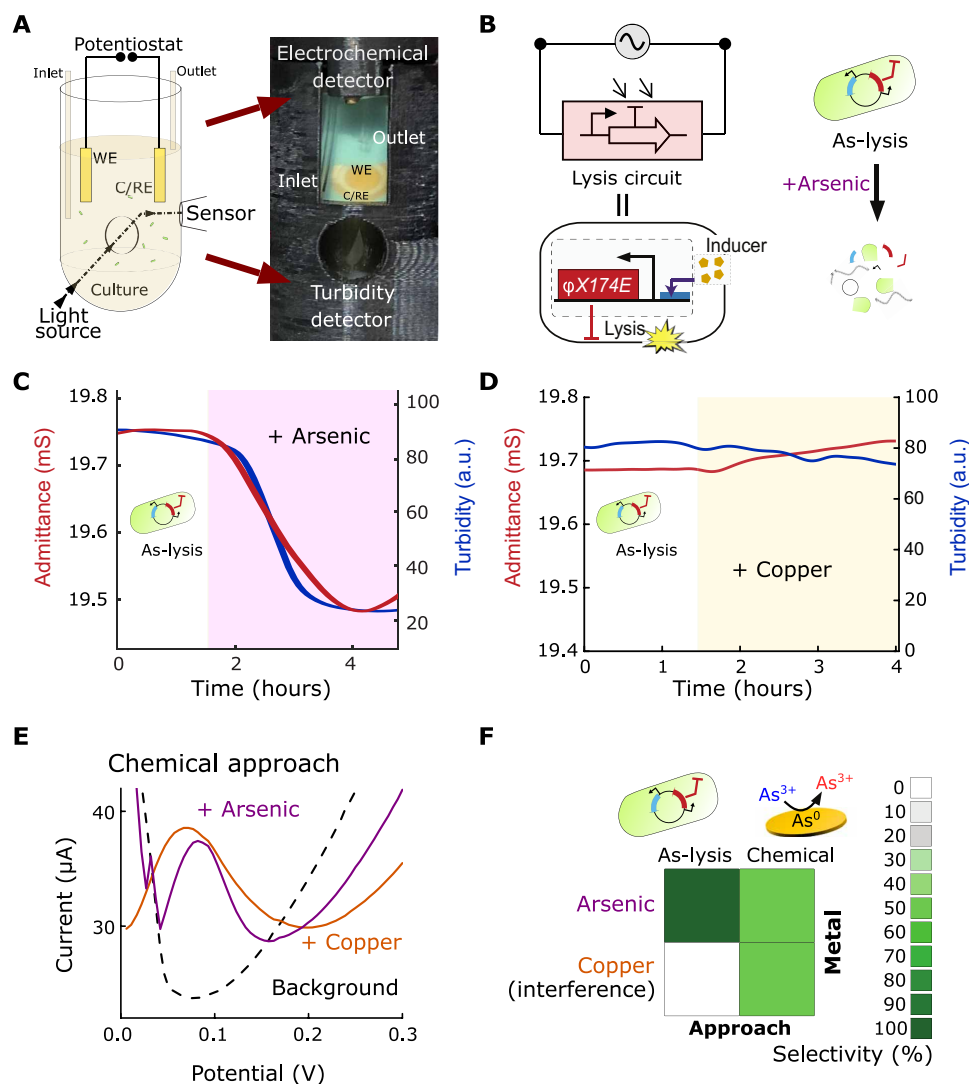 A
Potentiostat
Inlet
Outlet
WE
C/RE
Sensor
Culture
Light
source
Electrochemical
detector
Outlet
WE
Inlet
C/RE
Turbidity
detector
B
Lysis circuit
Inducer
φX174E
Lysis
As-lysis
+Arsenic
C
19.8
19.7
19.6
19.5
Admittance (mS)
100
80
60
40
20
Turbidity (a.u.)
+ Arsenic
As-lysis
0
2
4
Time (hours)
D
19.8
19.7
19.6
19.5
19.4
Admittance (mS)
100
80
60
40
20
0
Turbidity (a.u.)
As-lysis
+ Copper
0
1
2
3
4
Time (hours)
E
Chemical approach
40
30
Current (µA)
+ Arsenic
+ Copper
Background
0.0
0.1
0.2
0.3
Potential (V)
F
As3+
As3+
As0
As-lysis
Chemical
Arsenic
Copper
(interference)
Metal
Approach
0
10
20
30
40
50
60
70
80
90
100
Selectivity (%)